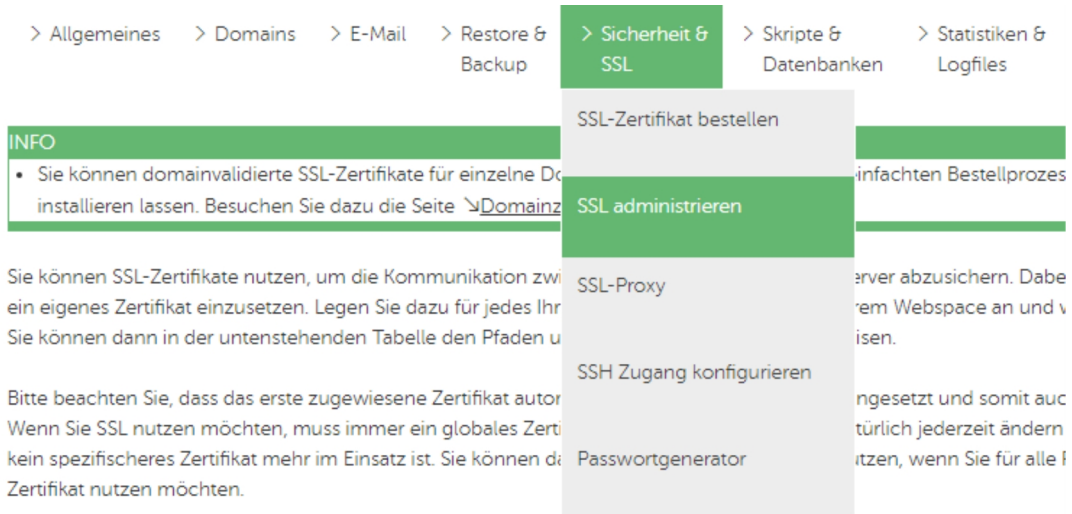 > Allgemeines > Domains > E-Mail > Restore & Backup > Sicherheit & SSL > Skripte & Datenbanken > Statistiken & Logfiles
SSL-Zertifikat bestellen
SSL administrieren
SSL-Proxy
SSH Zugang konfigurieren
Passwortgenerator
INFO
• Sie können domainvalidierte SSL-Zertifikate für einzelne Do einfachten Bestellprozes
installieren lassen. Besuchen Sie dazu die Seite ↘Domainz
Sie können SSL-Zertifikate nutzen, um die Kommunikation zwi erver abzusichern. Dabe
ein eigenes Zertifikat einzusetzen. Legen Sie dazu für jedes Ihr rem Webspace an und v
Sie können dann in der untenstehenden Tabelle den Pfaden u isen.
Bitte beachten Sie, dass das erste zugewiesene Zertifikat autor ngesetzt und somit auc
Wenn Sie SSL nutzen möchten, muss immer ein globales Zerti türlich jederzeit ändern
kein spezifischeres Zertifikat mehr im Einsatz ist. Sie können da utzen, wenn Sie für alle
Zertifikat nutzen möchten.